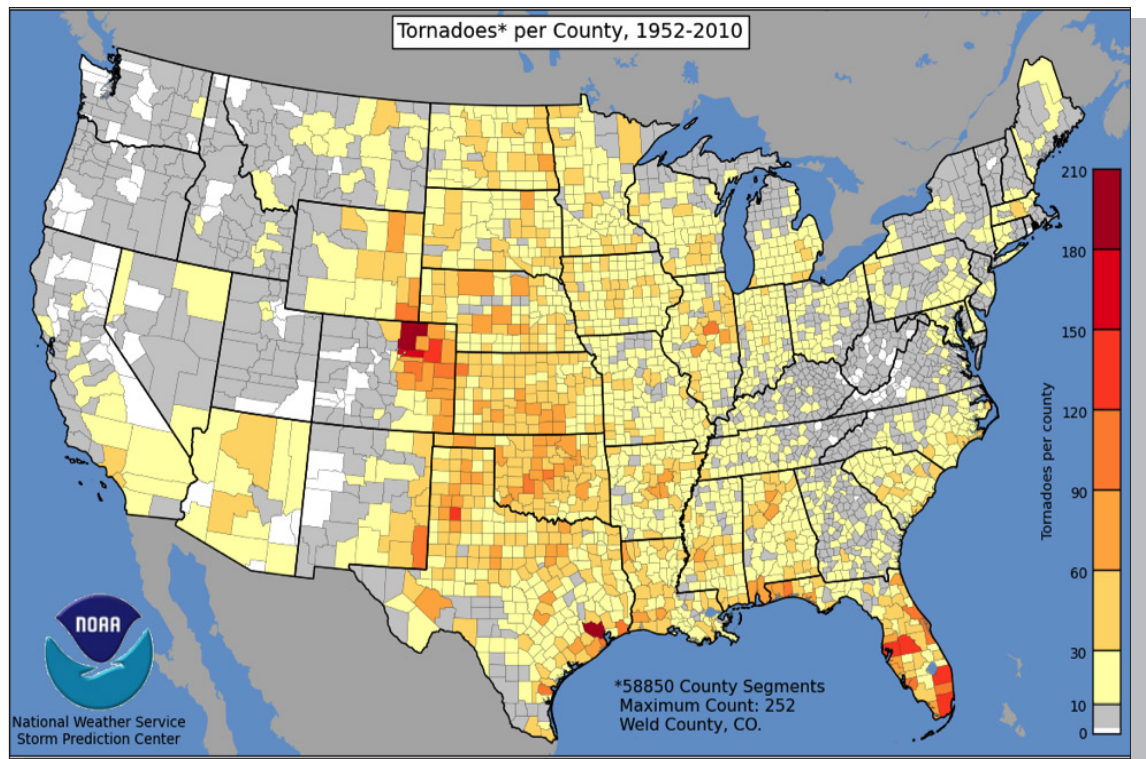 Tornadoes* per County, 1952-2010
210
180
150
120
90
60
30
10
0
Tornadoes per county
*58850 County Segments
Maximum Count: 252
Weld County, CO.
NOAA
National Weather Service
Storm Prediction Center